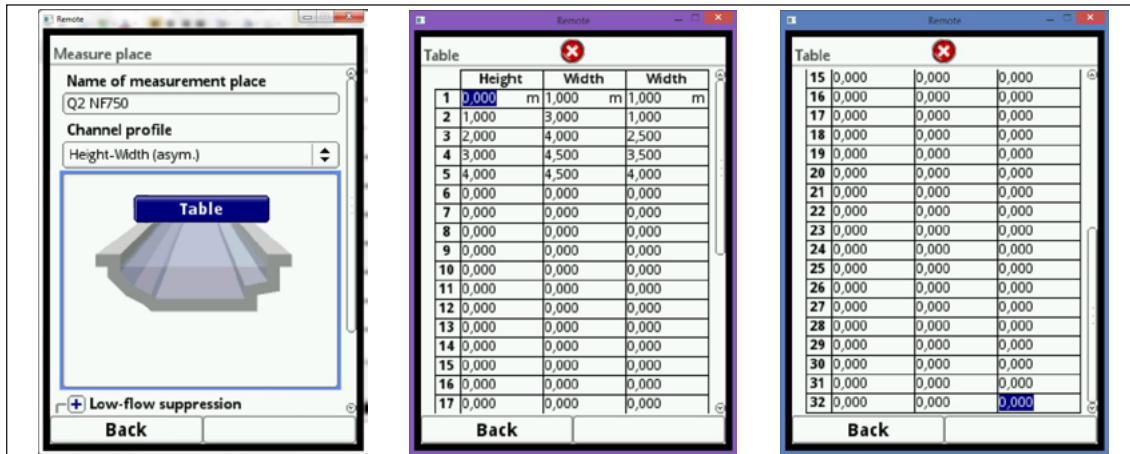 Remote
Measure place
Name of measurement place
Q2 NF750
Channel profile
Height-Width (asym.)
Table
Low-flow suppression
Back
Remote
Table
Height Width Width
1 0,000 m 1,000 m 1,000 m
2 1,000 3,000 1,000
3 2,000 4,000 2,500
4 3,000 4,500 3,500
5 4,000 4,500 4,000
6 0,000 0,000 0,000
7 0,000 0,000 0,000
8 0,000 0,000 0,000
9 0,000 0,000 0,000
10 0,000 0,000 0,000
11 0,000 0,000 0,000
12 0,000 0,000 0,000
13 0,000 0,000 0,000
14 0,000 0,000 0,000
15 0,000 0,000 0,000
16 0,000 0,000 0,000
17 0,000 0,000 0,000
Back
Remote
Table
15 0,000 0,000 0,000
16 0,000 0,000 0,000
17 0,000 0,000 0,000
18 0,000 0,000 0,000
19 0,000 0,000 0,000
20 0,000 0,000 0,000
21 0,000 0,000 0,000
22 0,000 0,000 0,000
23 0,000 0,000 0,000
24 0,000 0,000 0,000
25 0,000 0,000 0,000
26 0,000 0,000 0,000
27 0,000 0,000 0,000
28 0,000 0,000 0,000
29 0,000 0,000 0,000
30 0,000 0,000 0,000
31 0,000 0,000 0,000
32 0,000 0,000 0,000
Back